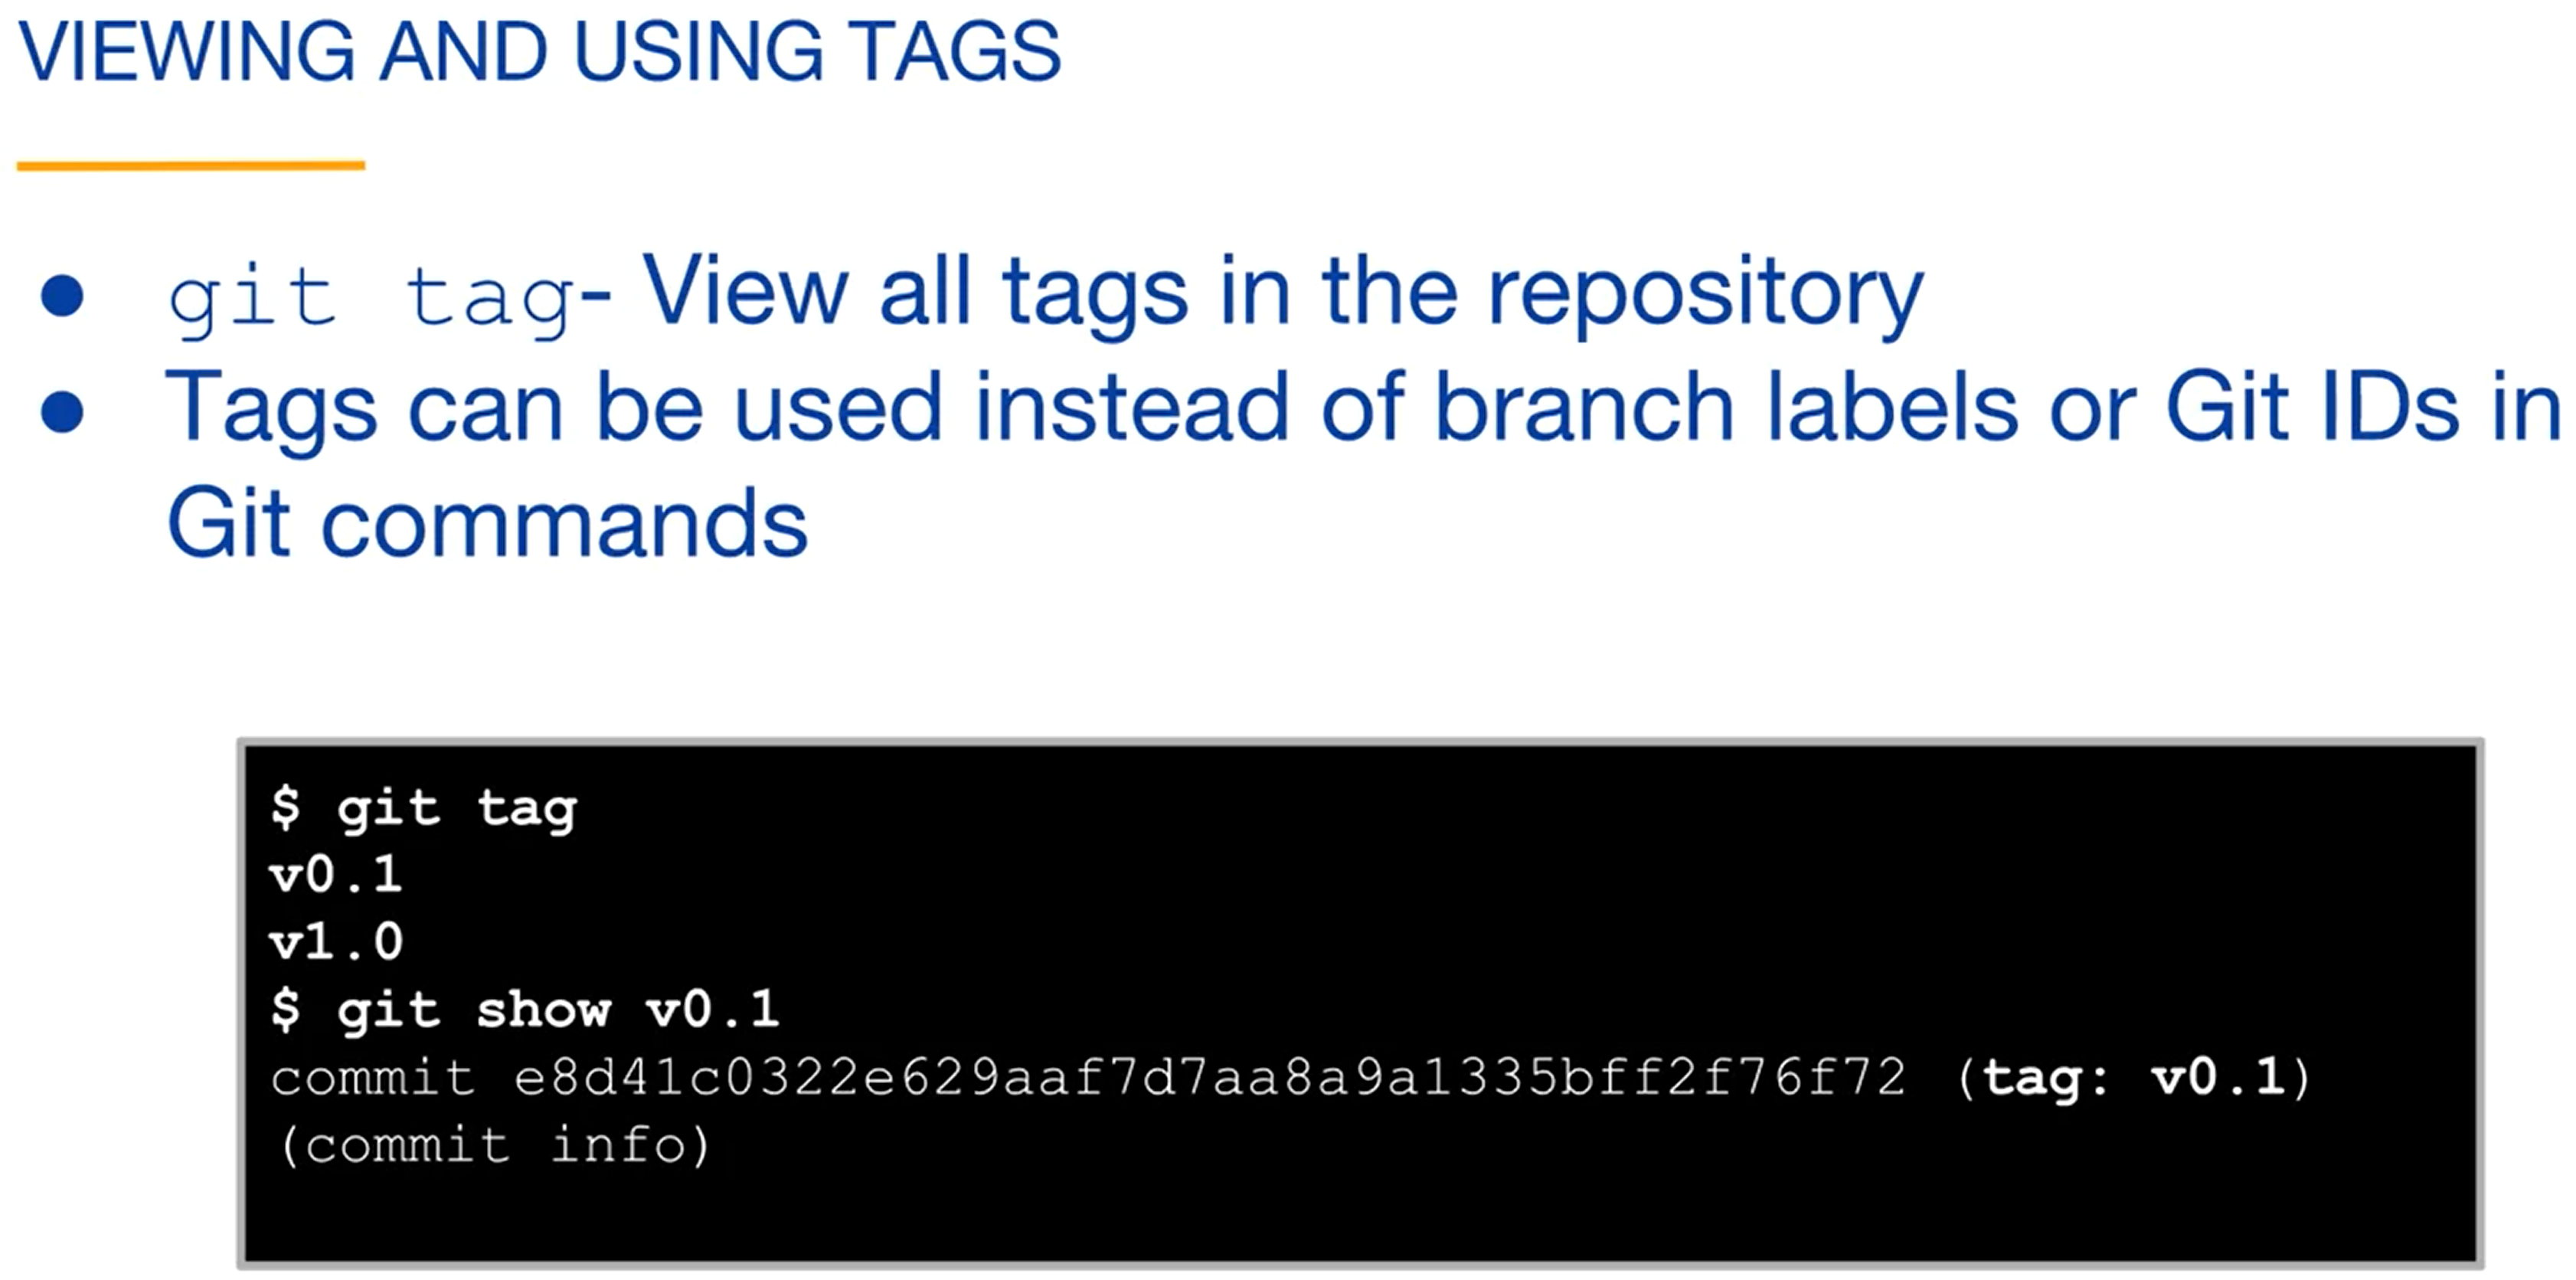 VIEWING AND USING TAGS
● git tag- View all tags in the repository
● Tags can be used instead of branch labels or Git IDs in
Git commands
$ git tag
v0.1
v1.0
$ git show v0.1
commit e8d41c0322e629aaf7d7aa8a9a1335bff2f76f72 (tag: v0.1)
(commit info)